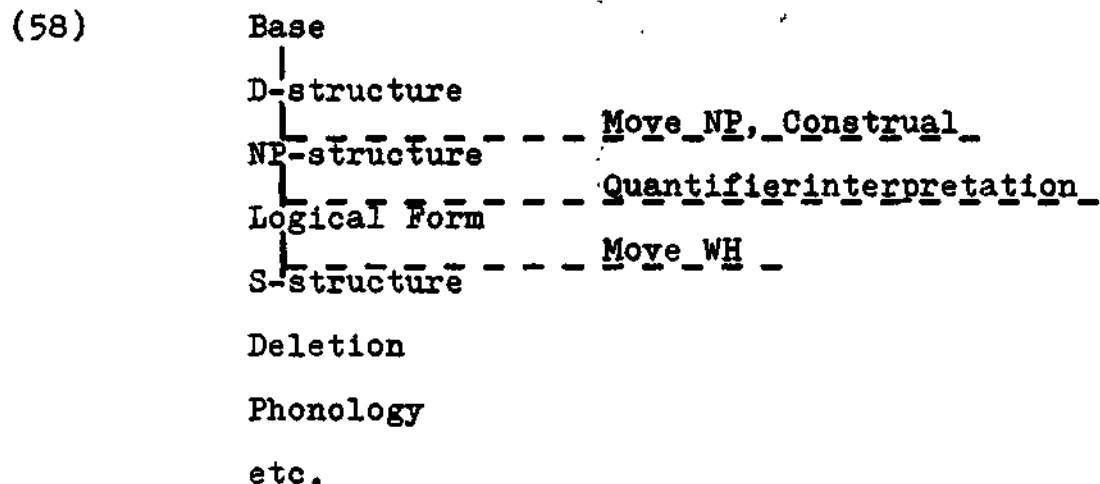 (58) Base
D-structure
Move NP, Construal
NP-structure
Quantifierinterpretation
Logical Form
Move WH
S-structure
Deletion
Phonology
etc.